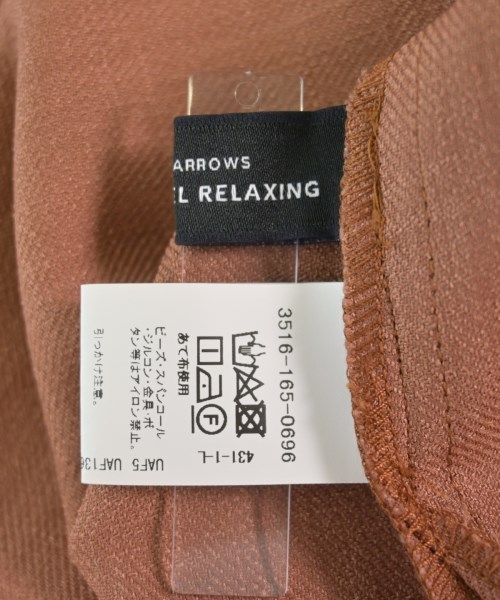 ARROWS
EL RELAXING
3516-165-0696
431-1-L
あて布使用
ビーズ・スパンコール
・ジルコン・金具・ボ
タン等はアイロン禁止。
引っかけ注意。
UAF5 UAF136